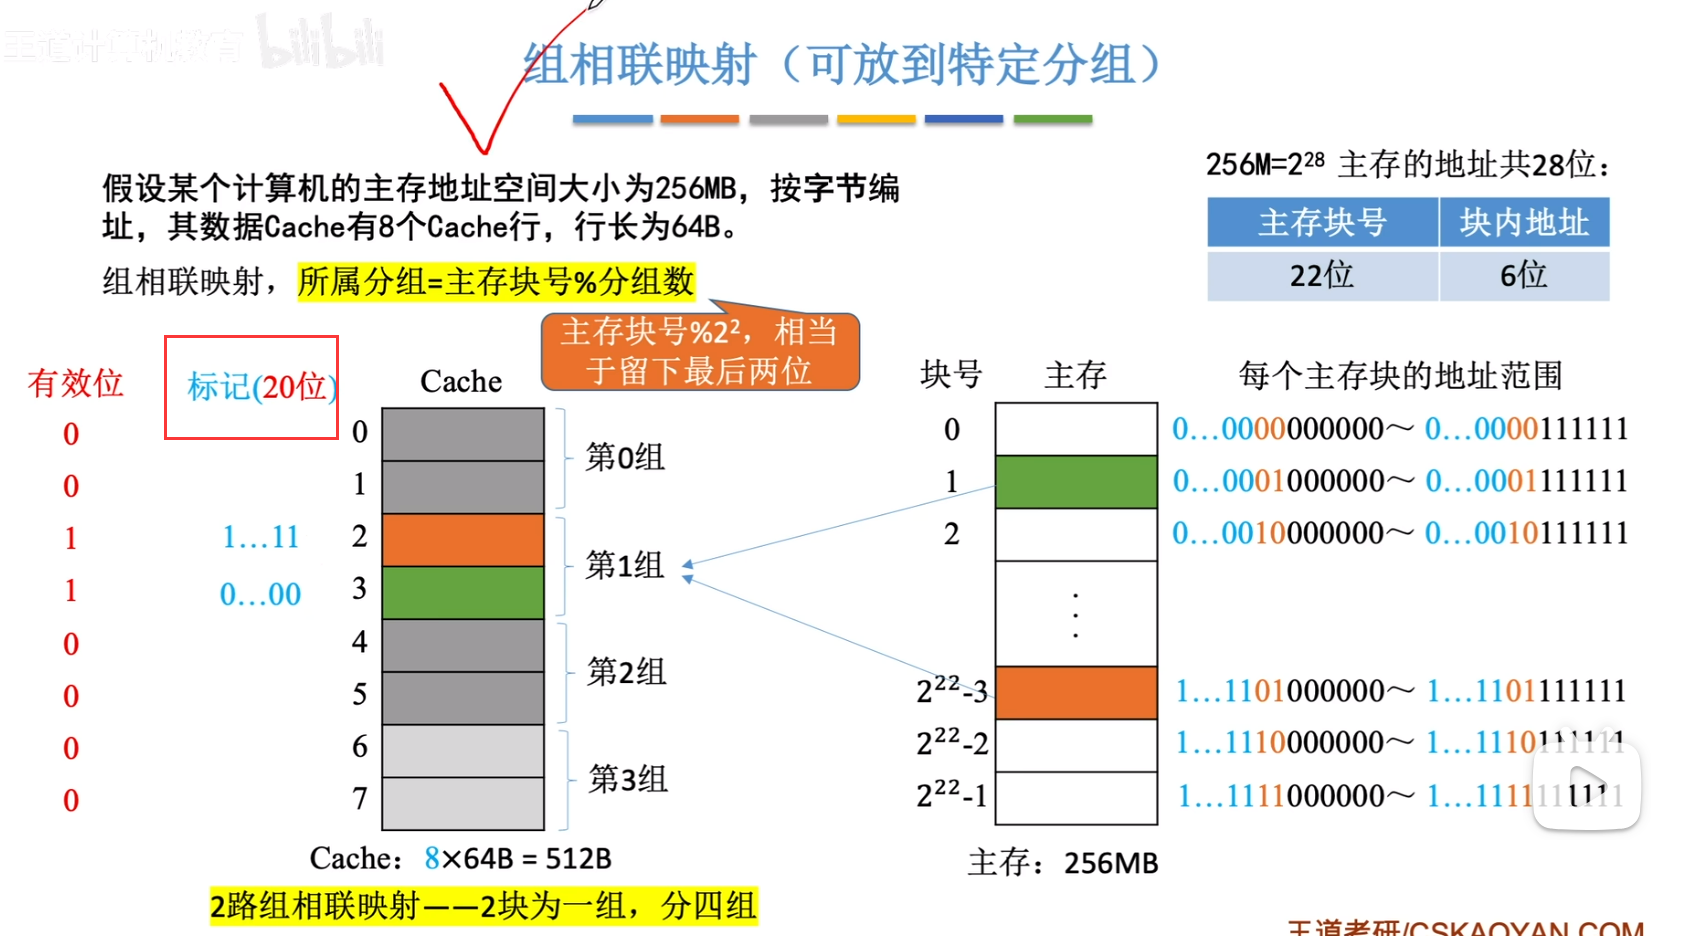 王道计算机教育 bilibili
组相联映射（可放到特定分组）
256M=2²⁸ 主存的地址共28位：
假设某个计算机的主存地址空间大小为256MB，按字节编
址，其数据Cache有8个Cache行，行长为64B。
主存块号 块内地址
22位 6位
组相联映射，所属分组=主存块号%分组数
主存块号%2²，相当
于留下最后两位
有效位 标记(20位) Cache 块号 主存 每个主存块的地址范围
0 0 第0组 0 0...0000000000～ 0...0000111111
0 1 1 0...0001000000～ 0...0001111111
1 1...11 2 第1组 2 0...0010000000～ 0...0010111111
1 0...00 3
0 4 第2组
0 5 2²²-3 1...1101000000～ 1...1101111111
0 6 第3组 2²²-2 1...1110000000～ 1...1110111111
0 7 2²²-1 1...1111000000～ 1...1111111111
Cache：8×64B = 512B 主存：256MB
2路组相联映射——2块为一组，分四组
王道考研/CSKAOYAN.COM